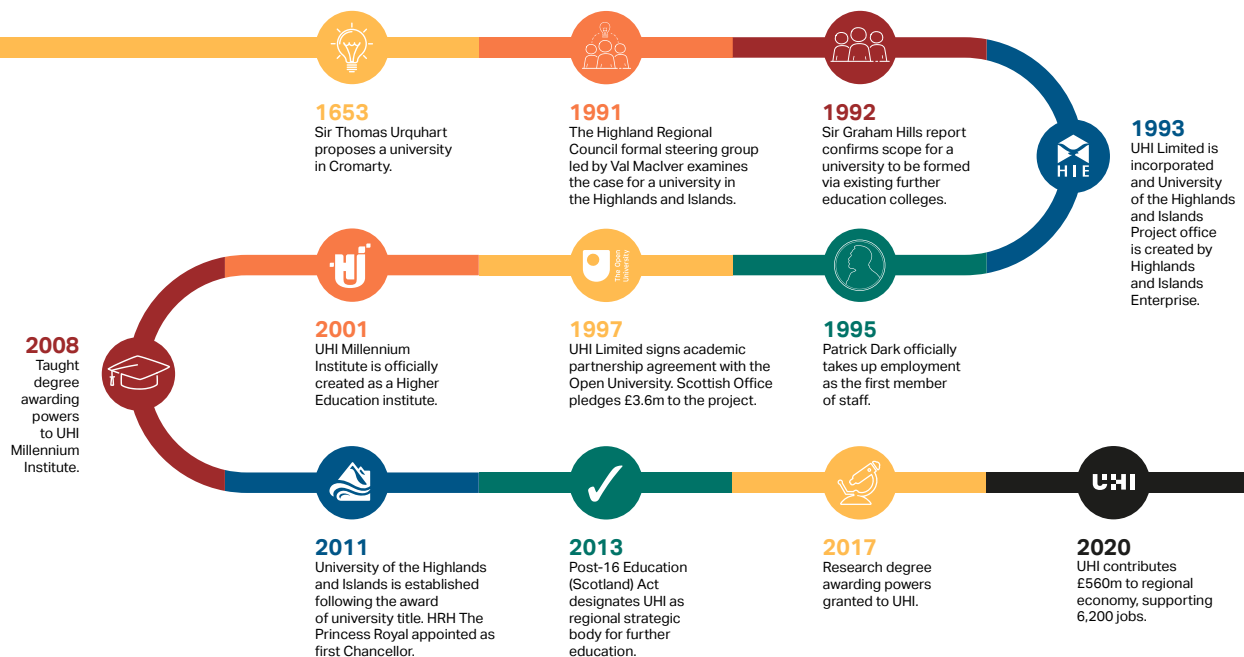 1653
Sir Thomas Urquhart
proposes a university
in Cromarty.
1991
The Highland Regional
Council formal steering group
led by Val MacIver examines
the case for a university in
the Highlands and Islands.
1992
Sir Graham Hills report
confirms scope for a
university to be formed
via existing further
education colleges.
HIE
1993
UHI Limited is
incorporated
and University
of the Highlands
and Islands
Project office
is created by
Highlands
and Islands
Enterprise.
1995
Patrick Dark officially
takes up employment
as the first member
of staff.
The Open
University
1997
UHI Limited signs academic
partnership agreement with the
Open University. Scottish Office
pledges £3.6m to the project.
2001
UHI Millennium
Institute is officially
created as a Higher
Education institute.
2008
Taught
degree
awarding
powers
to UHI
Millennium
Institute.
2011
University of the Highlands
and Islands is established
following the award
of university title. HRH The
Princess Royal appointed as
first Chancellor.
2013
Post-16 Education
(Scotland) Act
designates UHI as
regional strategic
body for further
education.
2017
Research degree
awarding powers
granted to UHI.
UHI
2020
UHI contributes
£560m to regional
economy, supporting
6,200 jobs.